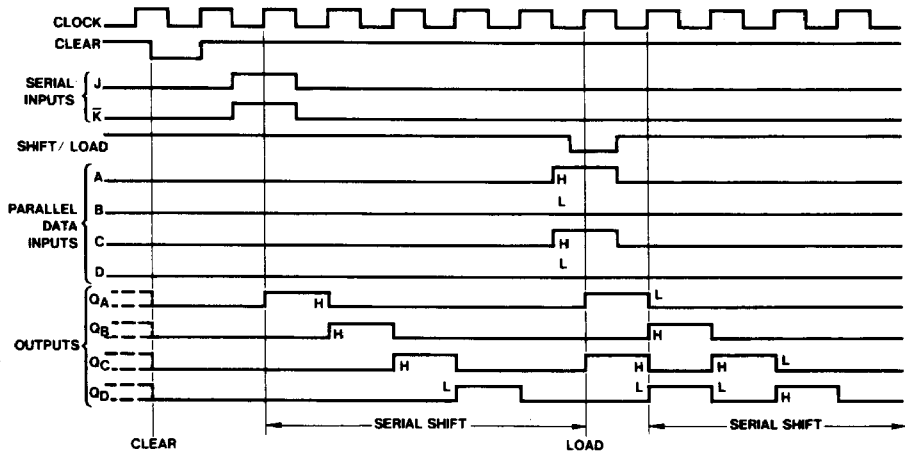 CLOCK
CLEAR
SERIAL INPUTS
J
K̅
SHIFT/ LOAD
PARALLEL DATA INPUTS
A
H
B
L
C
H
D
L
OUTPUTS
QA
H
L
QB
H
H
QC
H
H
H
L
QD
L
L
L
H
SERIAL SHIFT
SERIAL SHIFT
CLEAR
LOAD